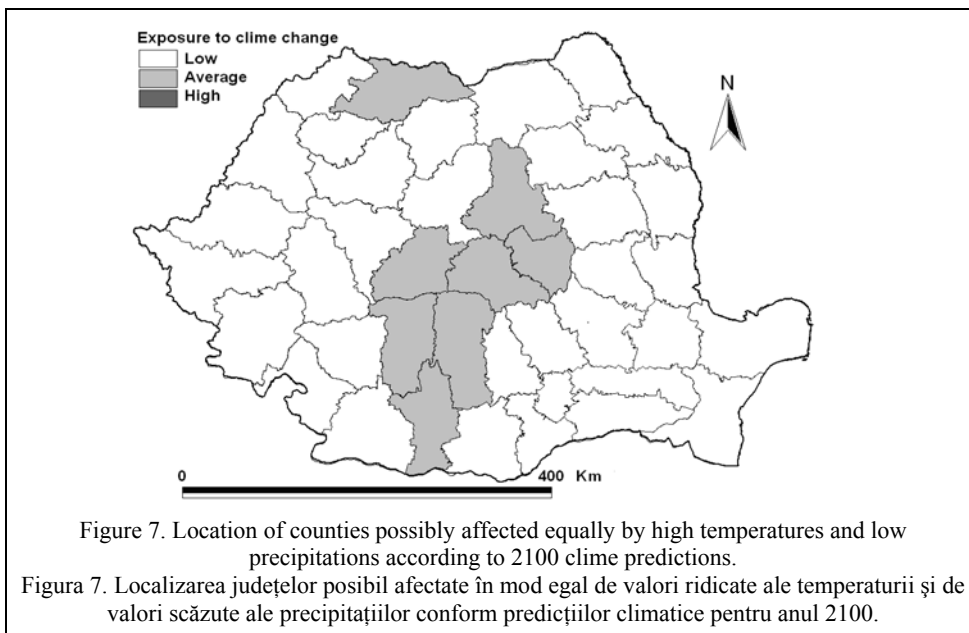 Exposure to clime change
Low
Average
High
N
0 400 Km
Figure 7. Location of counties possibly affected equally by high temperatures and low
precipitations according to 2100 clime predictions.
Figura 7. Localizarea județelor posibil afectate în mod egal de valori ridicate ale temperaturii şi de
valori scăzute ale precipitațiilor conform predicțiilor climatice pentru anul 2100.